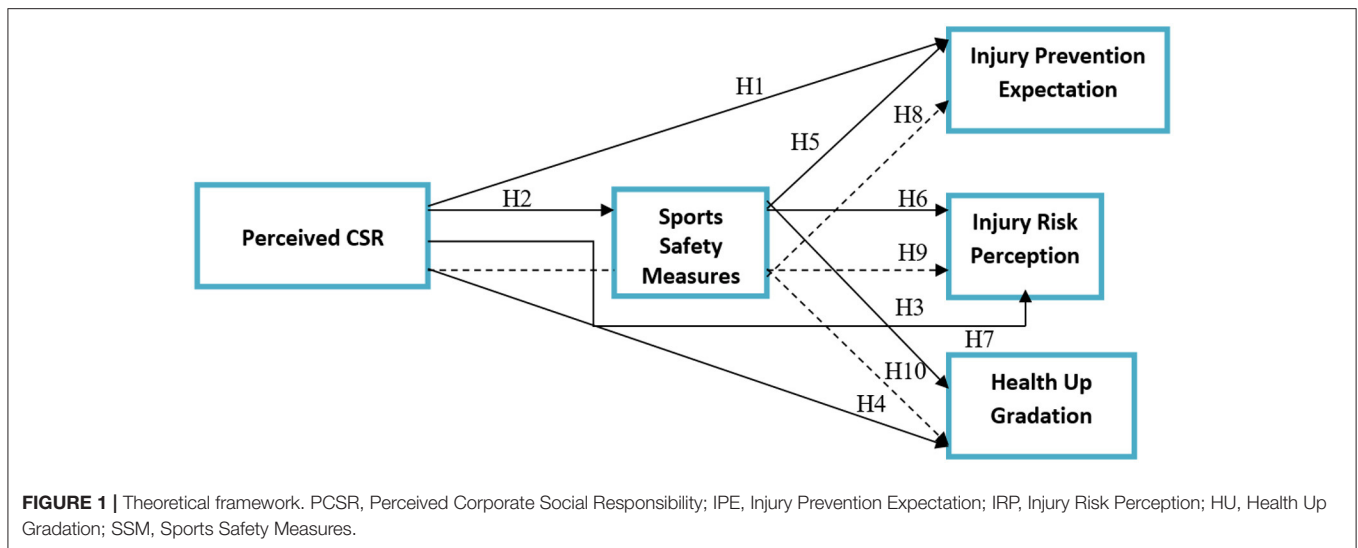 Injury Prevention
Expectation
H1
H8
H5
Perceived CSR
H2
Sports
Safety
Measures
H6
Injury Risk
Perception
H9
H3
H7
H10
H4
Health Up
Gradation
FIGURE 1 | Theoretical framework. PCSR, Perceived Corporate Social Responsibility; IPE, Injury Prevention Expectation; IRP, Injury Risk Perception; HU, Health Up
Gradation; SSM, Sports Safety Measures.